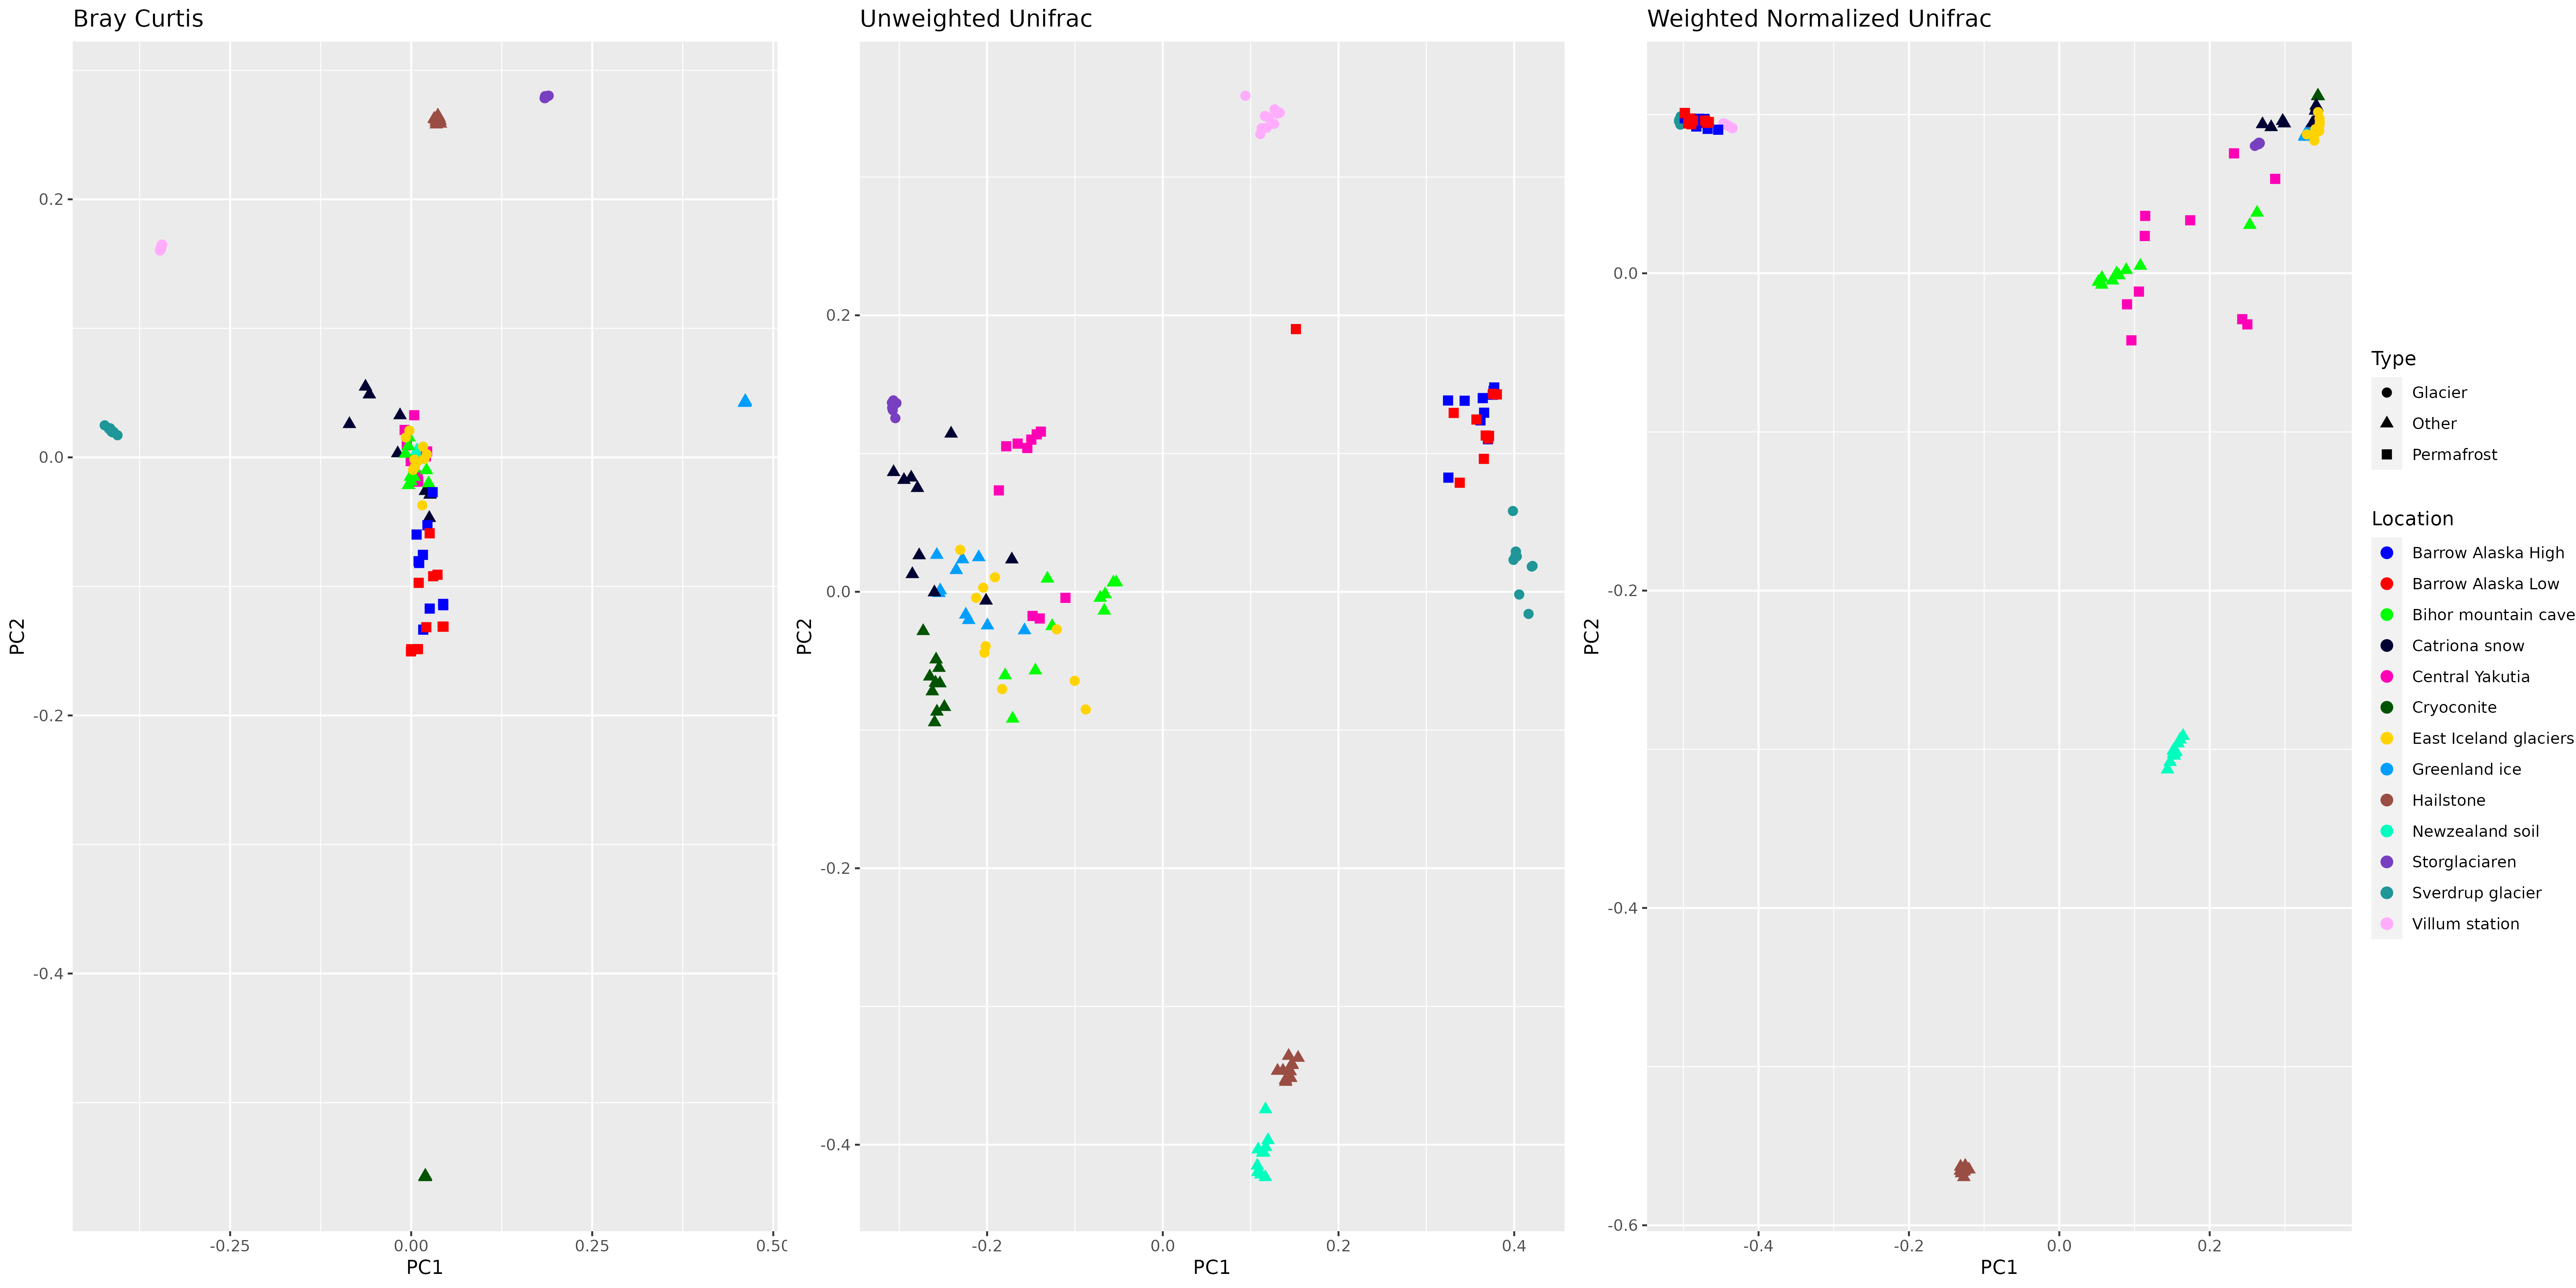 Bray Curtis
0.2
0.0
-0.2
-0.4
PC2
-0.25
0.00
0.25
0.50
PC1
Unweighted Unifrac
0.2
0.0
-0.2
-0.4
PC2
-0.2
0.0
0.2
0.4
PC1
Weighted Normalized Unifrac
0.0
-0.2
-0.4
-0.6
PC2
-0.4
-0.2
0.0
0.2
PC1
Type
Glacier
Other
Permafrost
Location
Barrow Alaska High
Barrow Alaska Low
Bihor mountain cave
Catriona snow
Central Yakutia
Cryoconite
East Iceland glaciers
Greenland ice
Hailstone
Newzealand soil
Storglaciaren
Sverdrup glacier
Villum station